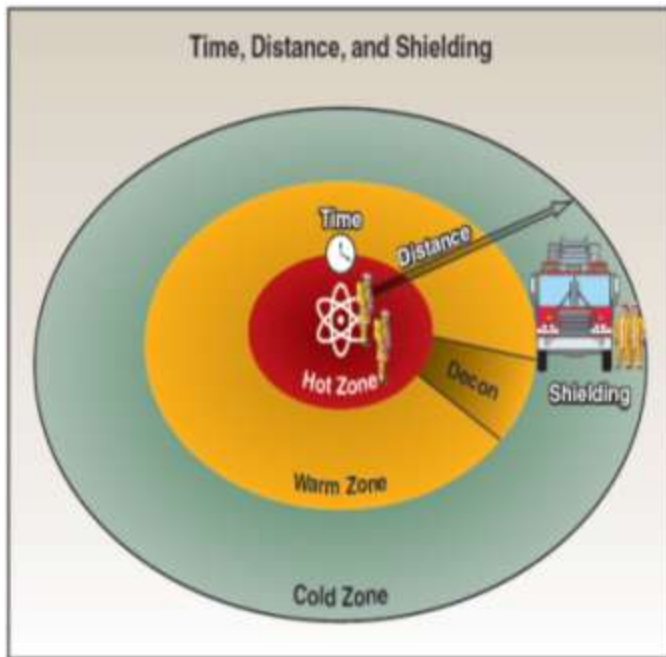 Time, Distance, and Shielding
Time
Distance
Hot Zone
Decon
Shielding
Warm Zone
Cold Zone